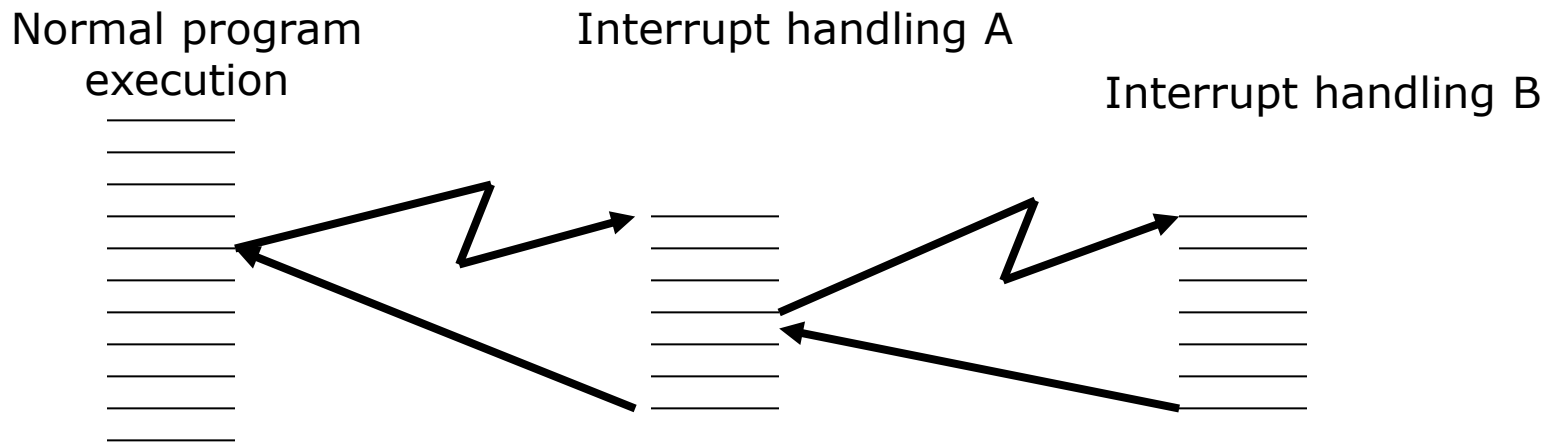 Normal program
execution
Interrupt handling A
Interrupt handling B